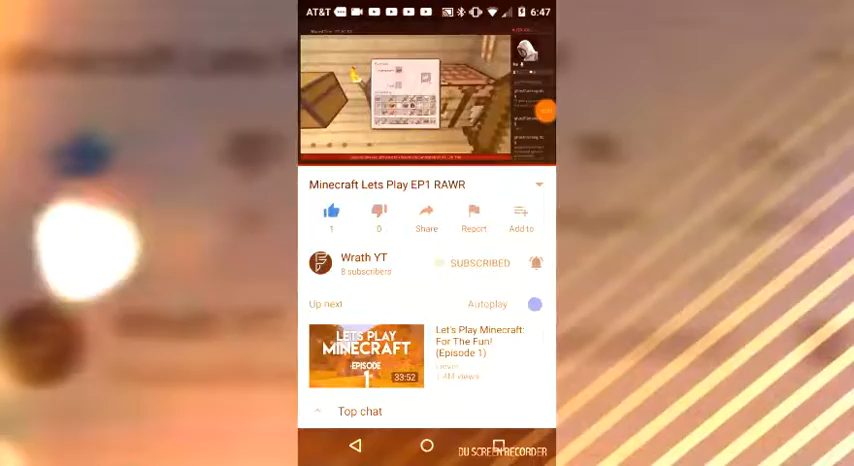 AT&T 6:47
Minecraft Lets Play EP1 RAWR
1 0 Share Report Add to
Wrath YT
8 subscribers
SUBSCRIBED
Up next Autoplay
LETS PLAY
MINECRAFT
EPISODE
1
33:52
Let's Play Minecraft:
For The Fun!
(Episode 1)
Top chat
DU SCREEN RECORDER